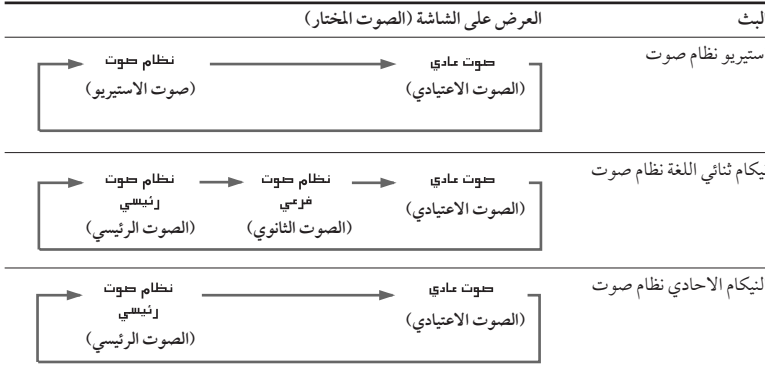 البث العرض على الشاشة (الصوت المختار)
ستيريو نظام صوت
صوت عادي نظام صوت
(الصوت الاعتيادي) (صوت الاستيريو)
يكام ثنائي اللغة نظام صوت
صوت عادي نظام صوت نظام صوت
فرعي رئيسي
(الصوت الاعتيادي) (الصوت الثانوي) (الصوت الرئيسي)
لنيكام الاحادي نظام صوت
صوت عادي نظام صوت
رئيسي
(الصوت الاعتيادي) (الصوت الرئيسي)